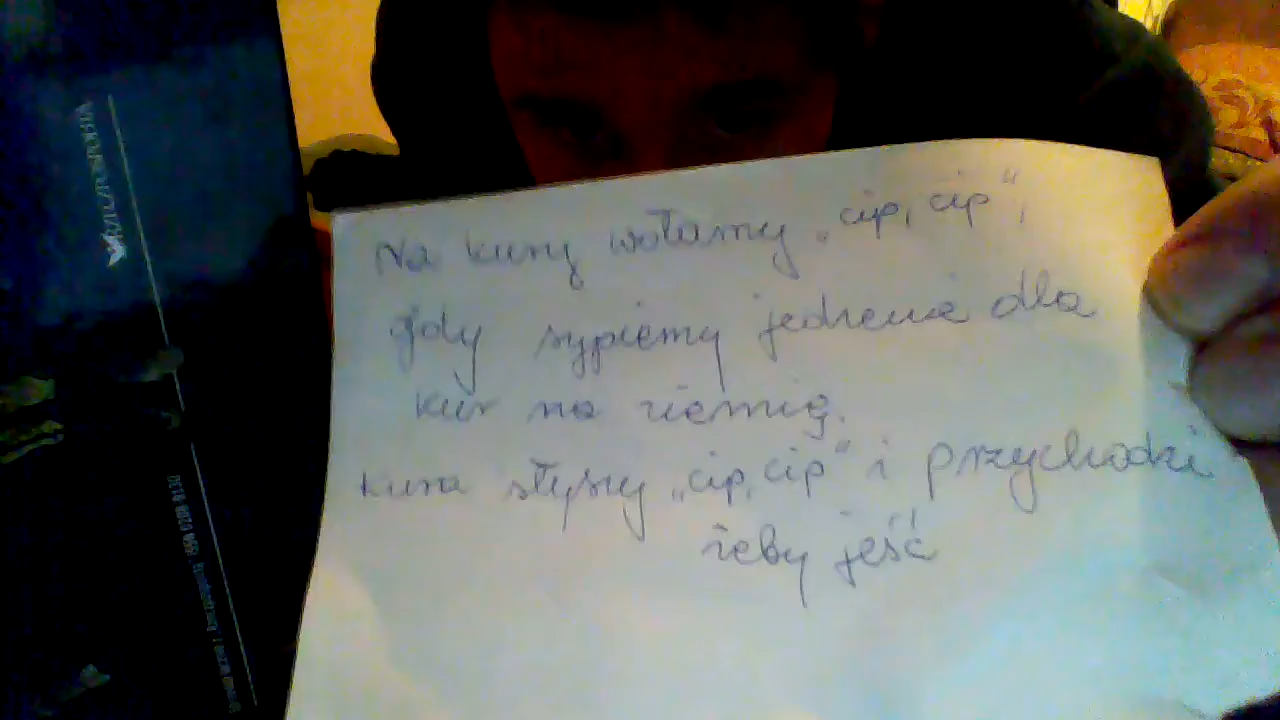 Na kury wołamy „cip, cip",
gdy sypiemy jedzenie dla
kur na ziemię.
kura słyszy „cip, cip" i przychodzi
żeby jeść
RZECZPOSPOLITA